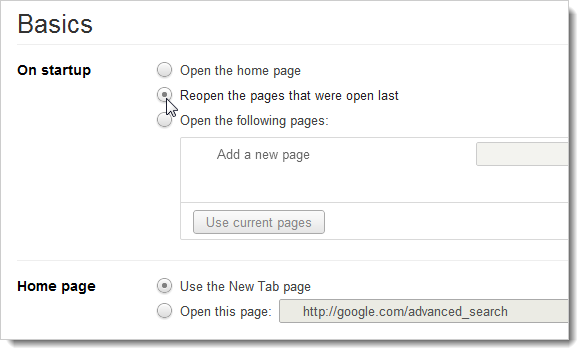 Basics
On startup
Open the home page
Reopen the pages that were open last
Open the following pages:
Add a new page
Use current pages
Home page
Use the New Tab page
Open this page: http://google.com/advanced_search